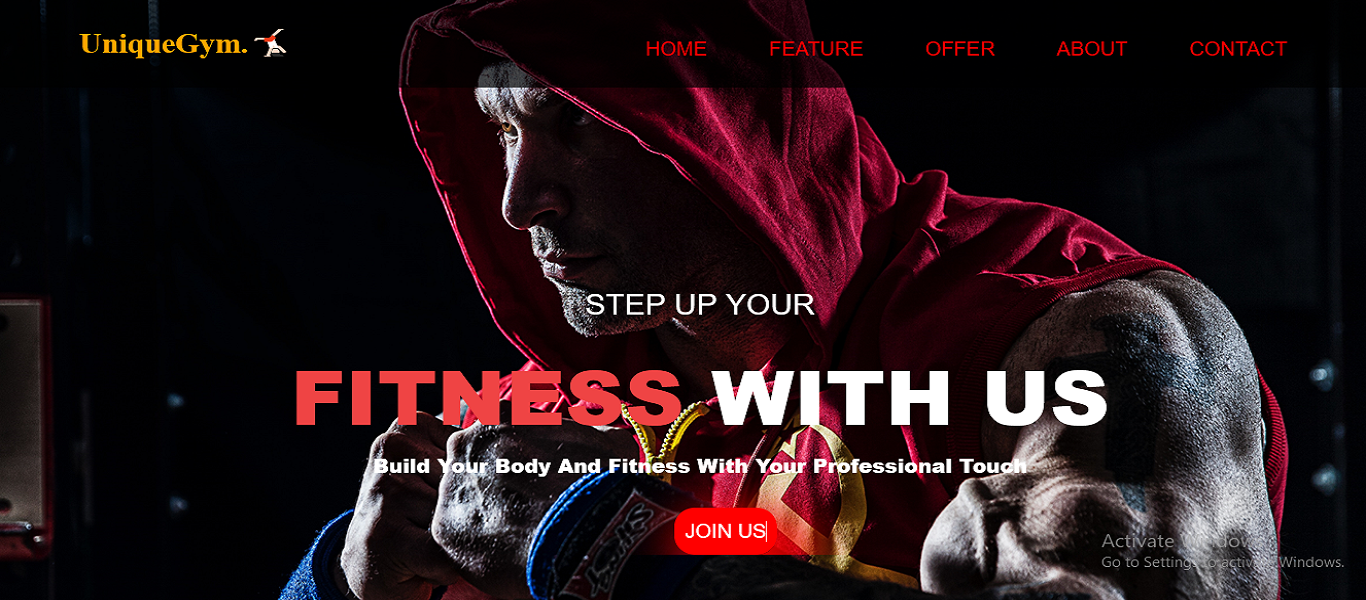 UniqueGym.
HOME FEATURE OFFER ABOUT CONTACT
STEP UP YOUR
FITNESS WITH US
Build Your Body And Fitness With Your Professional Touch
JOIN US
Activate Windows
Go to Settings to activate Windows.